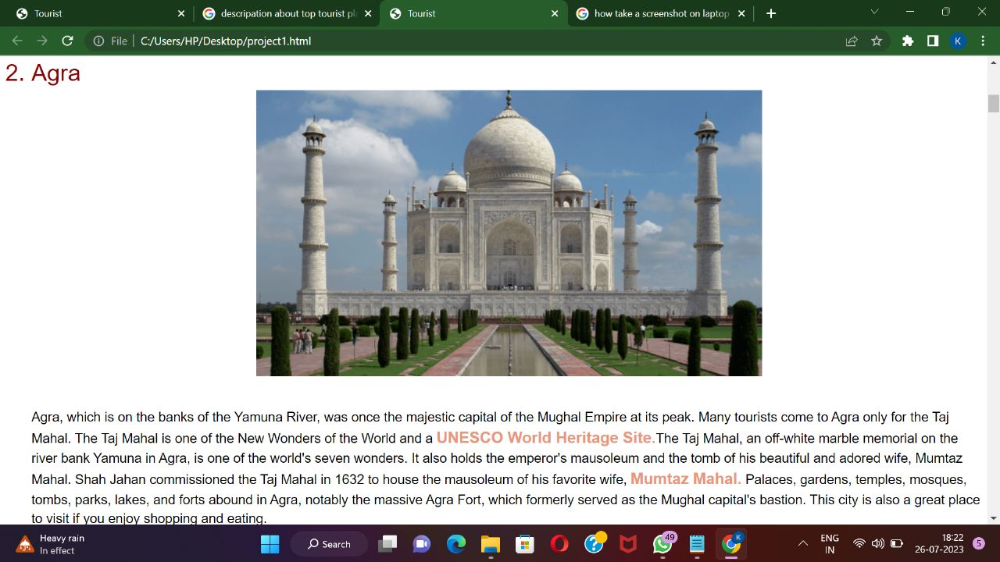 Tourist
descripation about top tourist pl
Tourist
how take a screenshot on laptop
File
C:/Users/HP/Desktop/project1.html
K
2. Agra
Agra, which is on the banks of the Yamuna River, was once the majestic capital of the Mughal Empire at its peak. Many tourists come to Agra only for the Taj
Mahal. The Taj Mahal is one of the New Wonders of the World and a UNESCO World Heritage Site.The Taj Mahal, an off-white marble memorial on the
river bank Yamuna in Agra, is one of the world's seven wonders. It also holds the emperor's mausoleum and the tomb of his beautiful and adored wife, Mumtaz
Mahal. Shah Jahan commissioned the Taj Mahal in 1632 to house the mausoleum of his favorite wife, Mumtaz Mahal. Palaces, gardens, temples, mosques,
tombs, parks, lakes, and forts abound in Agra, notably the massive Agra Fort, which formerly served as the Mughal capital's bastion. This city is also a great place
to visit if you enjoy shopping and eating.
Heavy rain
In effect
Search
49
K
ENG
IN
18:22
26-07-2023
5